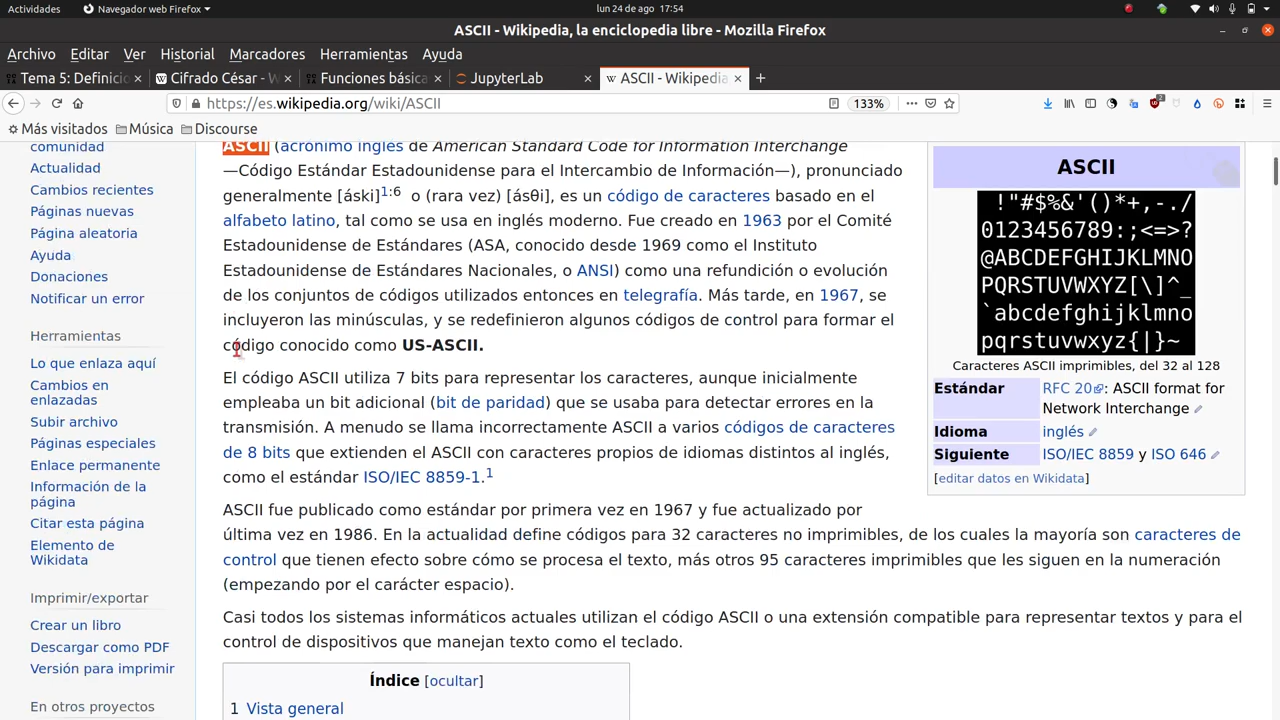 Actividades
Navegador web Firefox
lun 24 de ago 17:54
ASCII - Wikipedia, la enciclopedia libre - Mozilla Firefox
Archivo Editar Ver Historial Marcadores Herramientas Ayuda
Tema 5: Definicio
Cifrado César - W
Funciones básica
JupyterLab
ASCII - Wikipedia
https://es.wikipedia.org/wiki/ASCII
133%
2
Más visitados Música Discourse
comunidad
Actualidad
Cambios recientes
Páginas nuevas
Página aleatoria
Ayuda
Donaciones
Notificar un error
Herramientas
Lo que enlaza aquí
Cambios en
enlazadas
Subir archivo
Páginas especiales
Enlace permanente
Información de la
página
Citar esta página
Elemento de
Wikidata
Imprimir/exportar
Crear un libro
Descargar como PDF
Versión para imprimir
En otros proyectos
ASCII (acrónimo inglés de American Standard Code for Information Interchange
—Código Estándar Estadounidense para el Intercambio de Información—), pronunciado
generalmente [áski]1:6 o (rara vez) [ásθi], es un código de caracteres basado en el
alfabeto latino, tal como se usa en inglés moderno. Fue creado en 1963 por el Comité
Estadounidense de Estándares (ASA, conocido desde 1969 como el Instituto
Estadounidense de Estándares Nacionales, o ANSI) como una refundición o evolución
de los conjuntos de códigos utilizados entonces en telegrafía. Más tarde, en 1967, se
incluyeron las minúsculas, y se redefinieron algunos códigos de control para formar el
código conocido como US-ASCII.
El código ASCII utiliza 7 bits para representar los caracteres, aunque inicialmente
empleaba un bit adicional (bit de paridad) que se usaba para detectar errores en la
transmisión. A menudo se llama incorrectamente ASCII a varios códigos de caracteres
de 8 bits que extienden el ASCII con caracteres propios de idiomas distintos al inglés,
como el estándar ISO/IEC 8859-1.1
ASCII fue publicado como estándar por primera vez en 1967 y fue actualizado por
última vez en 1986. En la actualidad define códigos para 32 caracteres no imprimibles, de los cuales la mayoría son caracteres de
control que tienen efecto sobre cómo se procesa el texto, más otros 95 caracteres imprimibles que les siguen en la numeración
(empezando por el carácter espacio).
Casi todos los sistemas informáticos actuales utilizan el código ASCII o una extensión compatible para representar textos y para el
control de dispositivos que manejan texto como el teclado.
Índice [ocultar]
1 Vista general
ASCII
!"#$%&'()*+,-./
0123456789:;<=>?
@ABCDEFGHIJKLMNO
PQRSTUVWXYZ[\]^_
`abcdefghijklmno
pqrstuvwxyz{|}~
Caracteres ASCII imprimibles, del 32 al 128
Estándar RFC 20: ASCII format for
Network Interchange
Idioma inglés
Siguiente ISO/IEC 8859 y ISO 646
[editar datos en Wikidata]